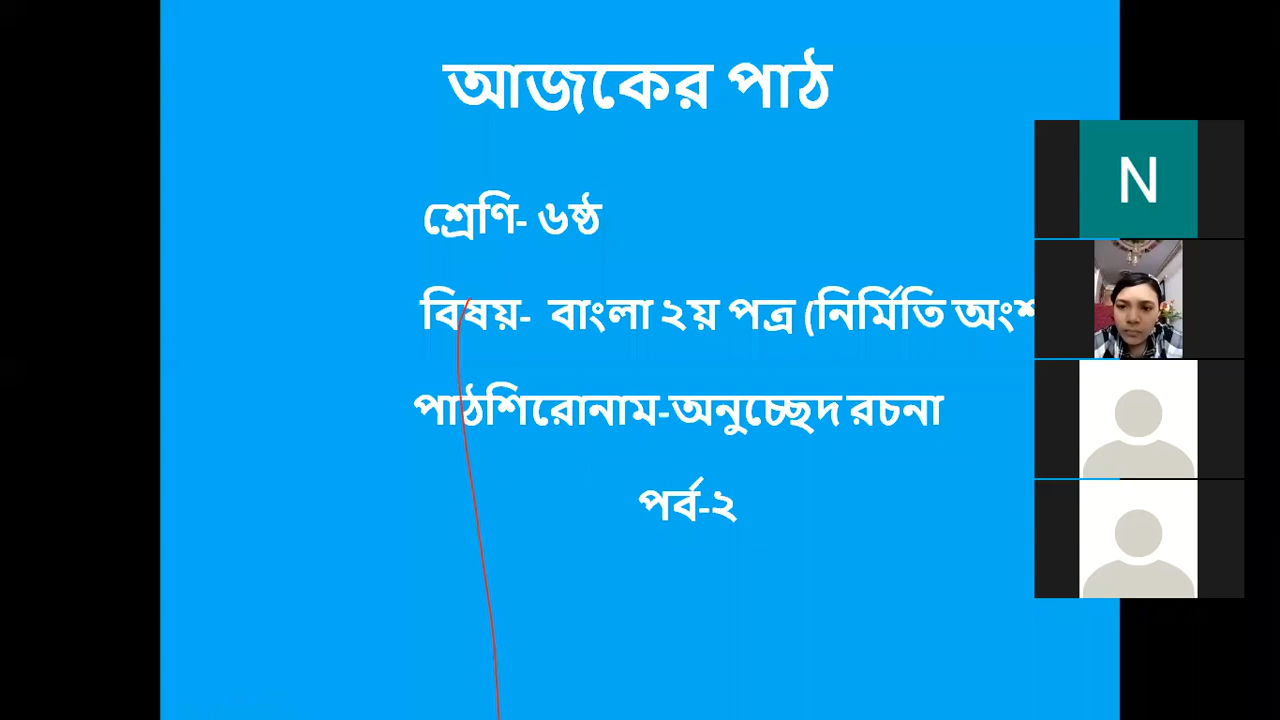 আজকের পাঠ
শ্রেণি- ৬ষ্ঠ
বিষয়- বাংলা ২য় পত্র (নির্মিতি
পাঠশিরোনাম-অনুচ্ছেদ রচনা
পর্ব-২
N